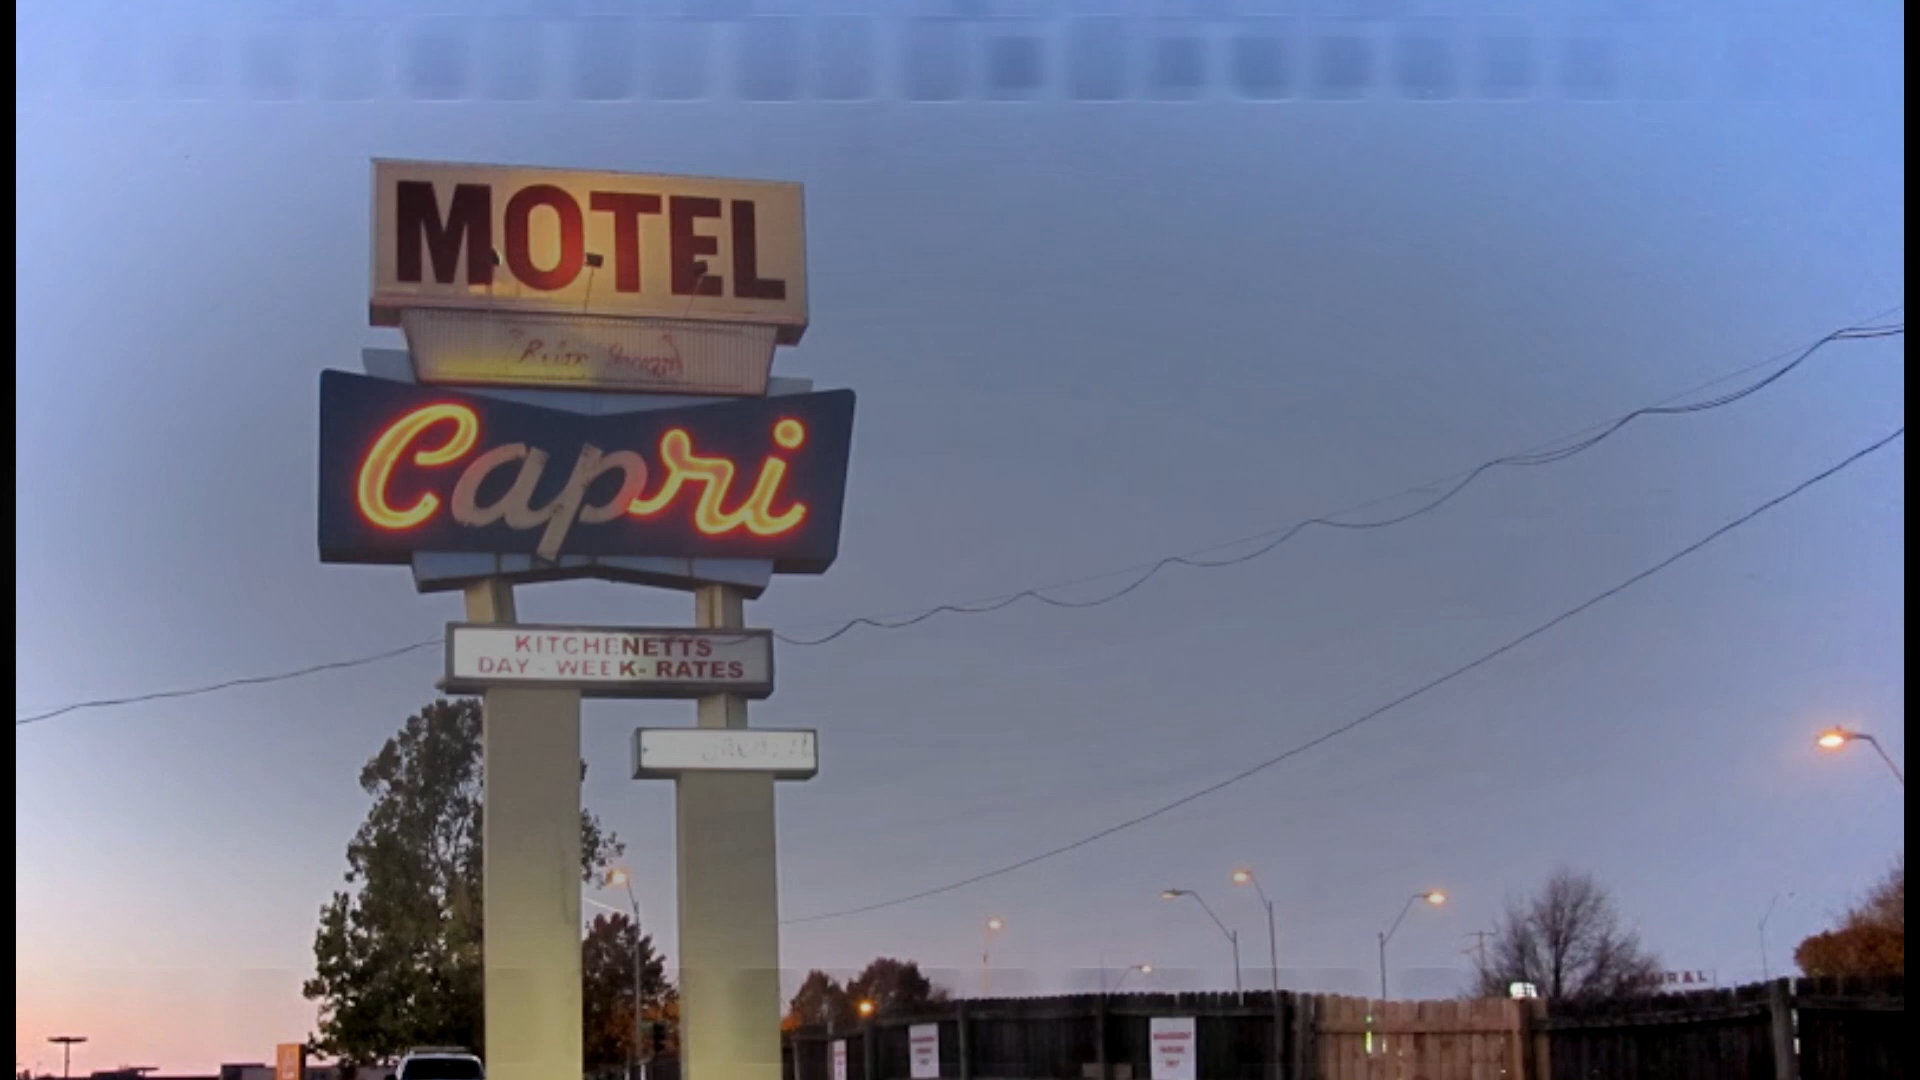 MOTEL
Capri
KITCHENETTS
DAY - WEEK - RATES